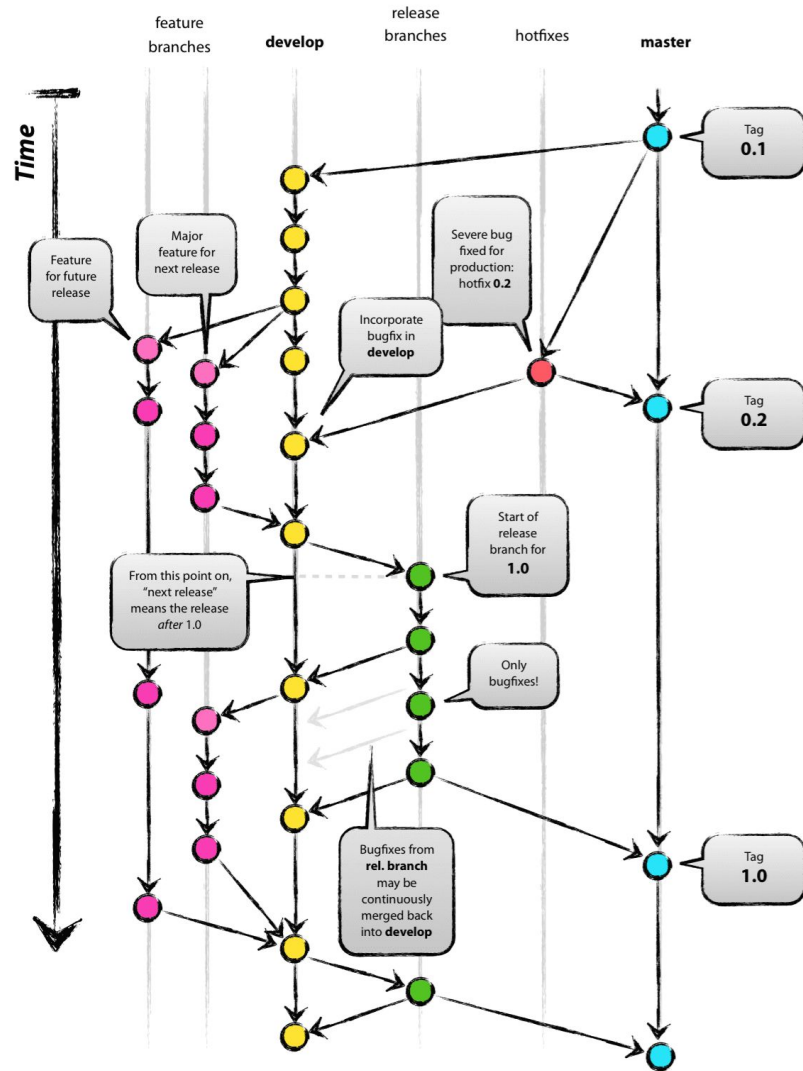 feature
branches
develop
release
branches
hotfixes
master
Time
Tag
0.1
Major
feature for
next release
Feature
for future
release
Severe bug
fixed for
production:
hotfix 0.2
Incorporate
bugfix in
develop
Tag
0.2
Start of
release
branch for
1.0
From this point on,
“next release”
means the release
after 1.0
Only
bugfixes!
Bugfixes from
rel. branch
may be
continuously
merged back
into develop
Tag
1.0